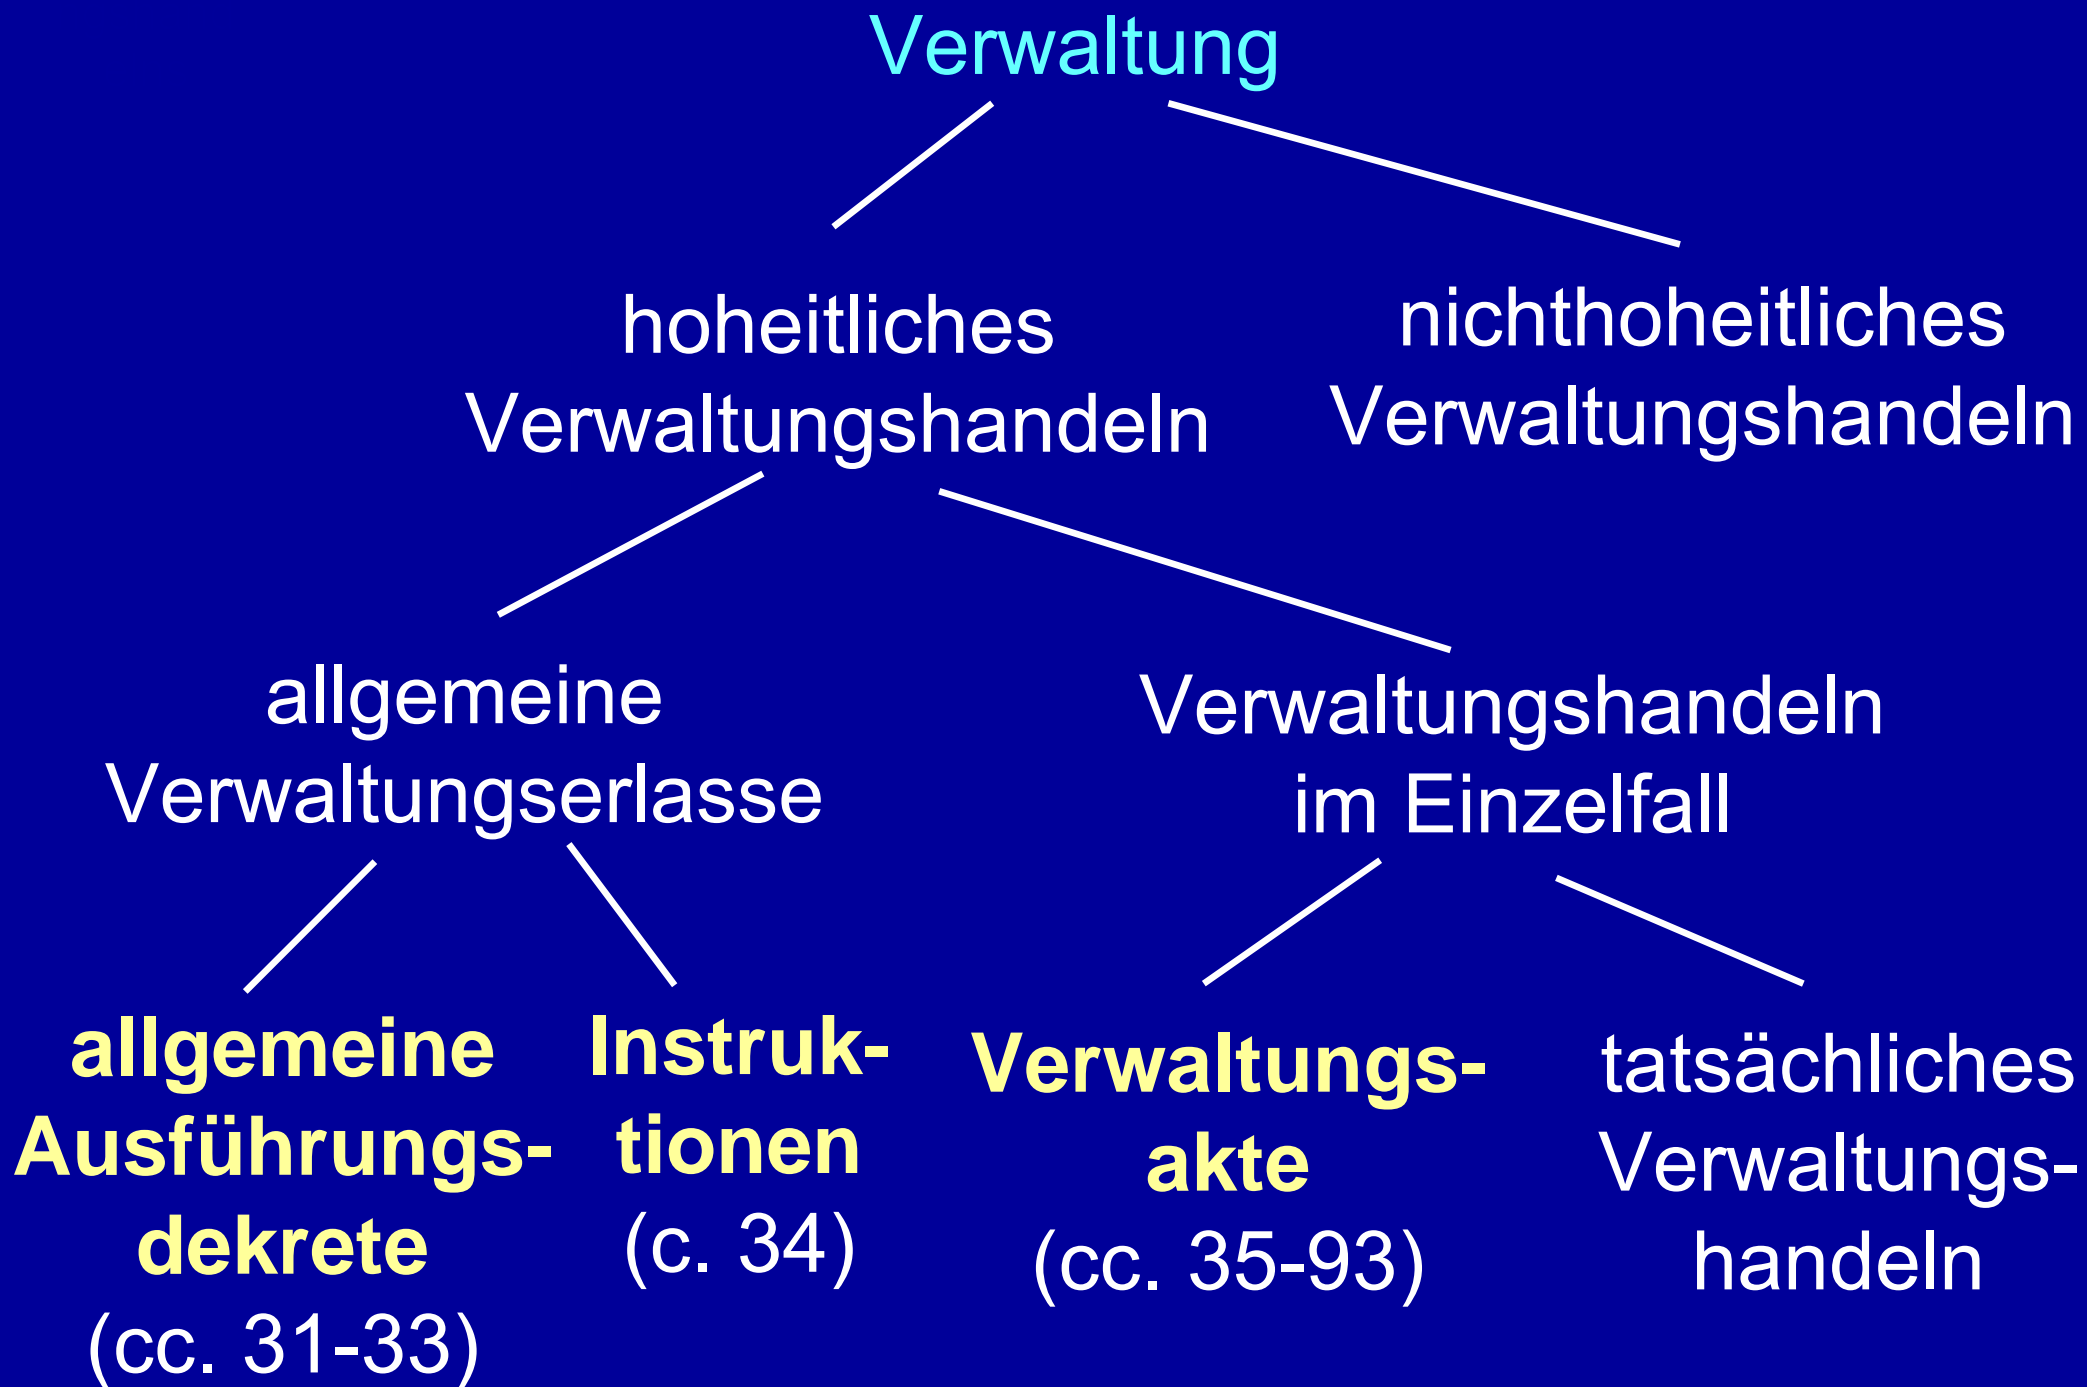 Verwaltung
hoheitliches
Verwaltungshandeln
nichthoheitliches
Verwaltungshandeln
allgemeine
Verwaltungserlasse
Verwaltungshandeln
im Einzelfall
allgemeine
Ausführungs-
dekrete
(cc. 31-33)
Instruk-
tionen
(c. 34)
Verwaltungs-
akte
(cc. 35-93)
tatsächliches
Verwaltungs-
handeln